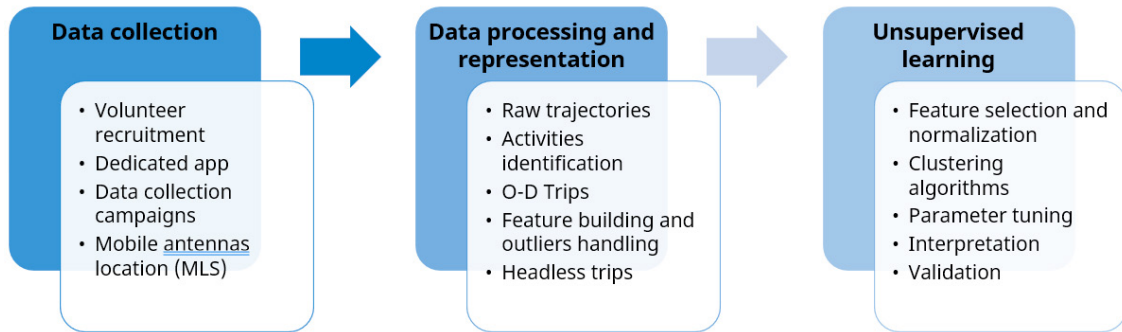 Data collection
• Volunteer
recruitment
• Dedicated app
• Data collection
campaigns
• Mobile antennas
location (MLS)
Data processing and
representation
• Raw trajectories
• Activities
identification
• O-D Trips
• Feature building and
outliers handling
• Headless trips
Unsupervised
learning
• Feature selection and
normalization
• Clustering
algorithms
• Parameter tuning
• Interpretation
• Validation